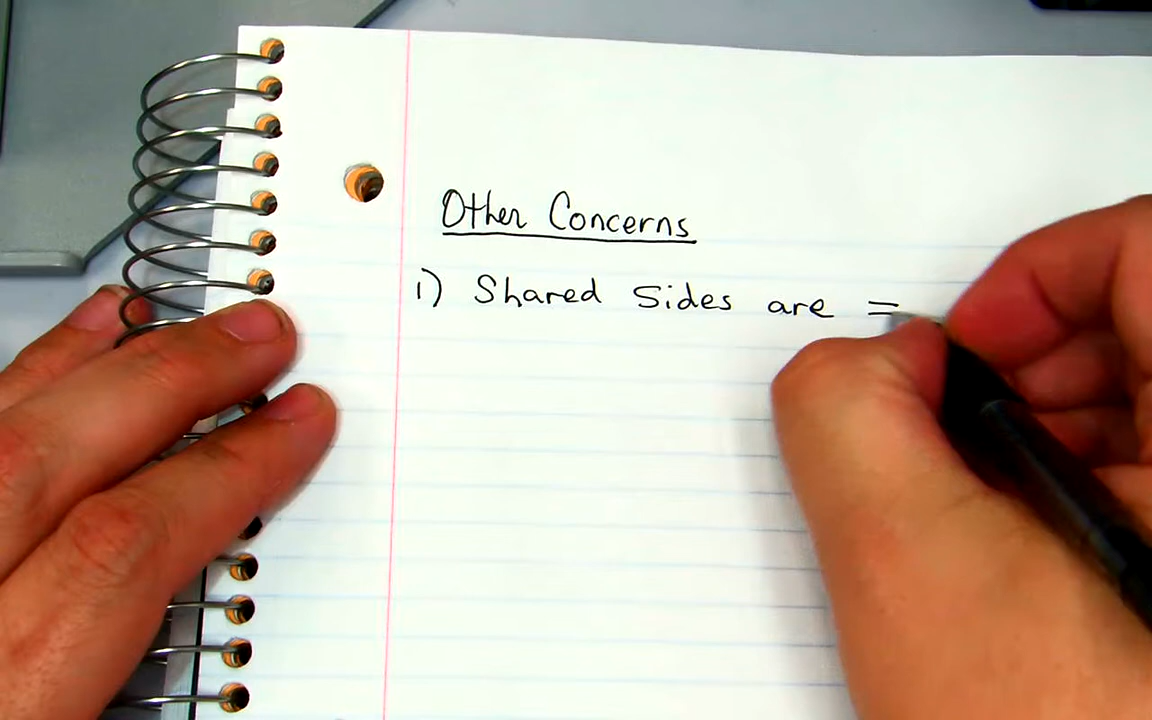 Other Concerns
1) Shared Sides are =